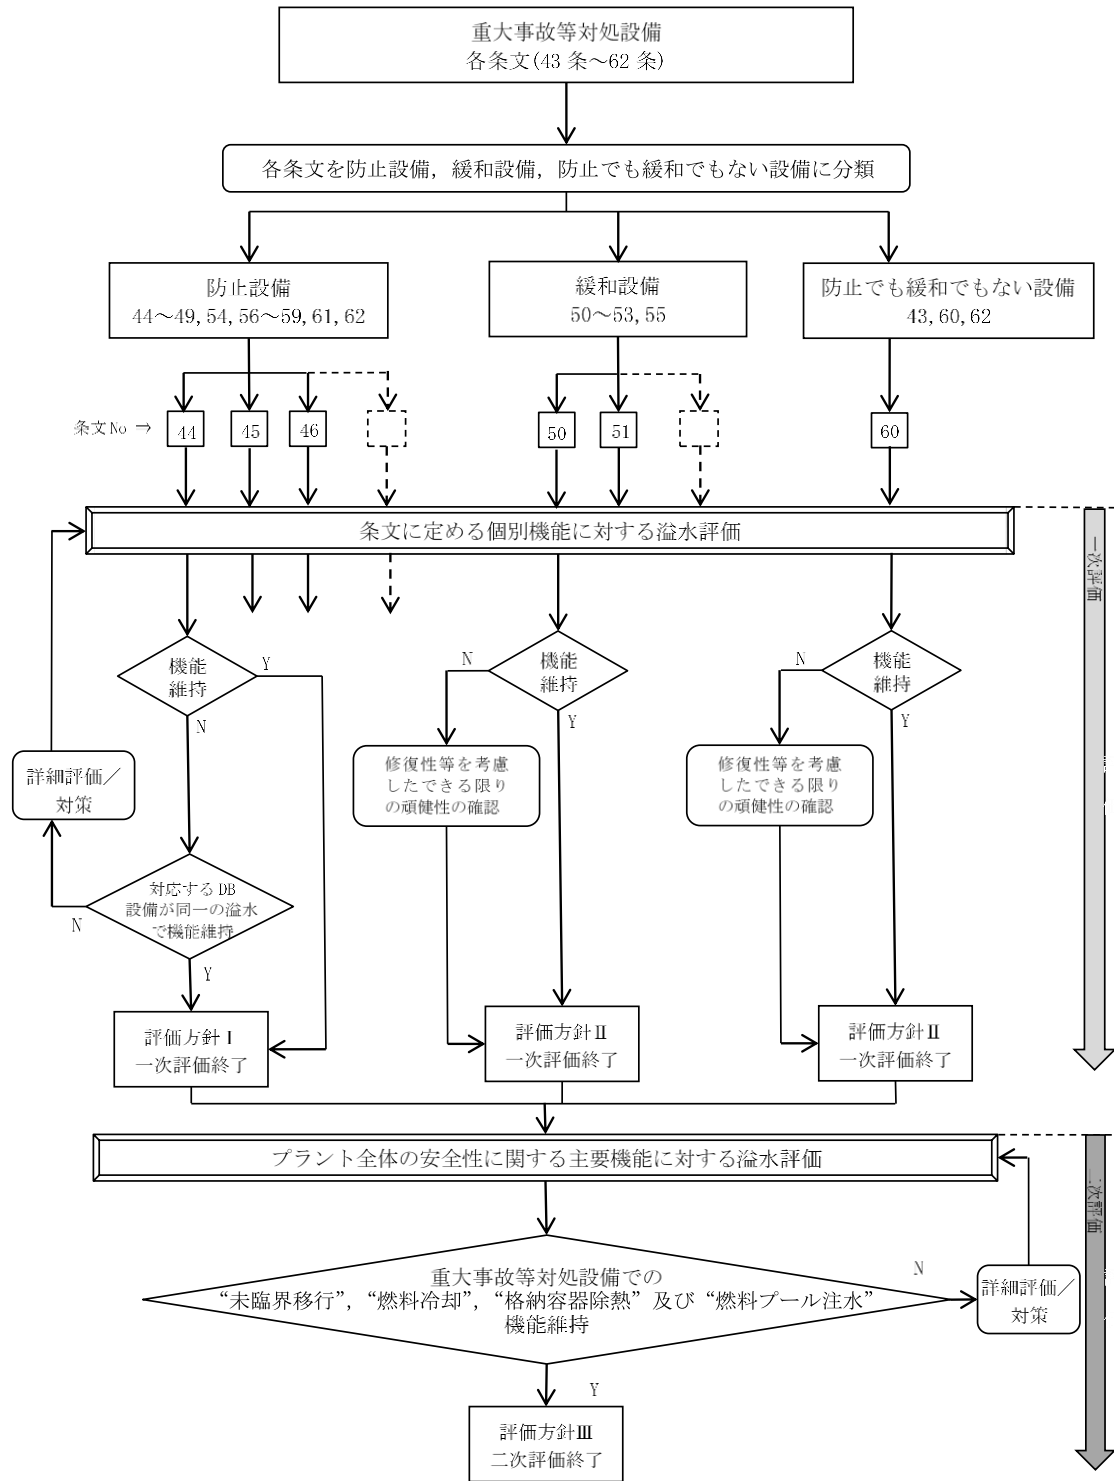 重大事故等対処設備
各条文(43 条～62 条)
各条文を防止設備，緩和設備，防止でも緩和でもない設備に分類
防止設備
44～49, 54, 56～59, 61, 62
緩和設備
50～53, 55
防止でも緩和でもない設備
43, 60, 62
条文No ⇒
44
45
46
50
51
60
条文に定める個別機能に対する溢水評価
一次評価
機能
維持
Y
N
機能
維持
N
Y
機能
維持
N
Y
詳細評価／
対策
修復性等を考慮
したできる限り
の頑健性の確認
修復性等を考慮
したできる限り
の頑健性の確認
対応する DB
設備が同一の溢水
で機能維持
N
Y
評価方針Ⅰ
一次評価終了
評価方針Ⅱ
一次評価終了
評価方針Ⅱ
一次評価終了
プラント全体の安全性に関する主要機能に対する溢水評価
二次評価
重大事故等対処設備での
“未臨界移行”，“燃料冷却”，“格納容器除熱” 及び “燃料プール注水”
機能維持
N
詳細評価／
対策
Y
評価方針Ⅲ
二次評価終了